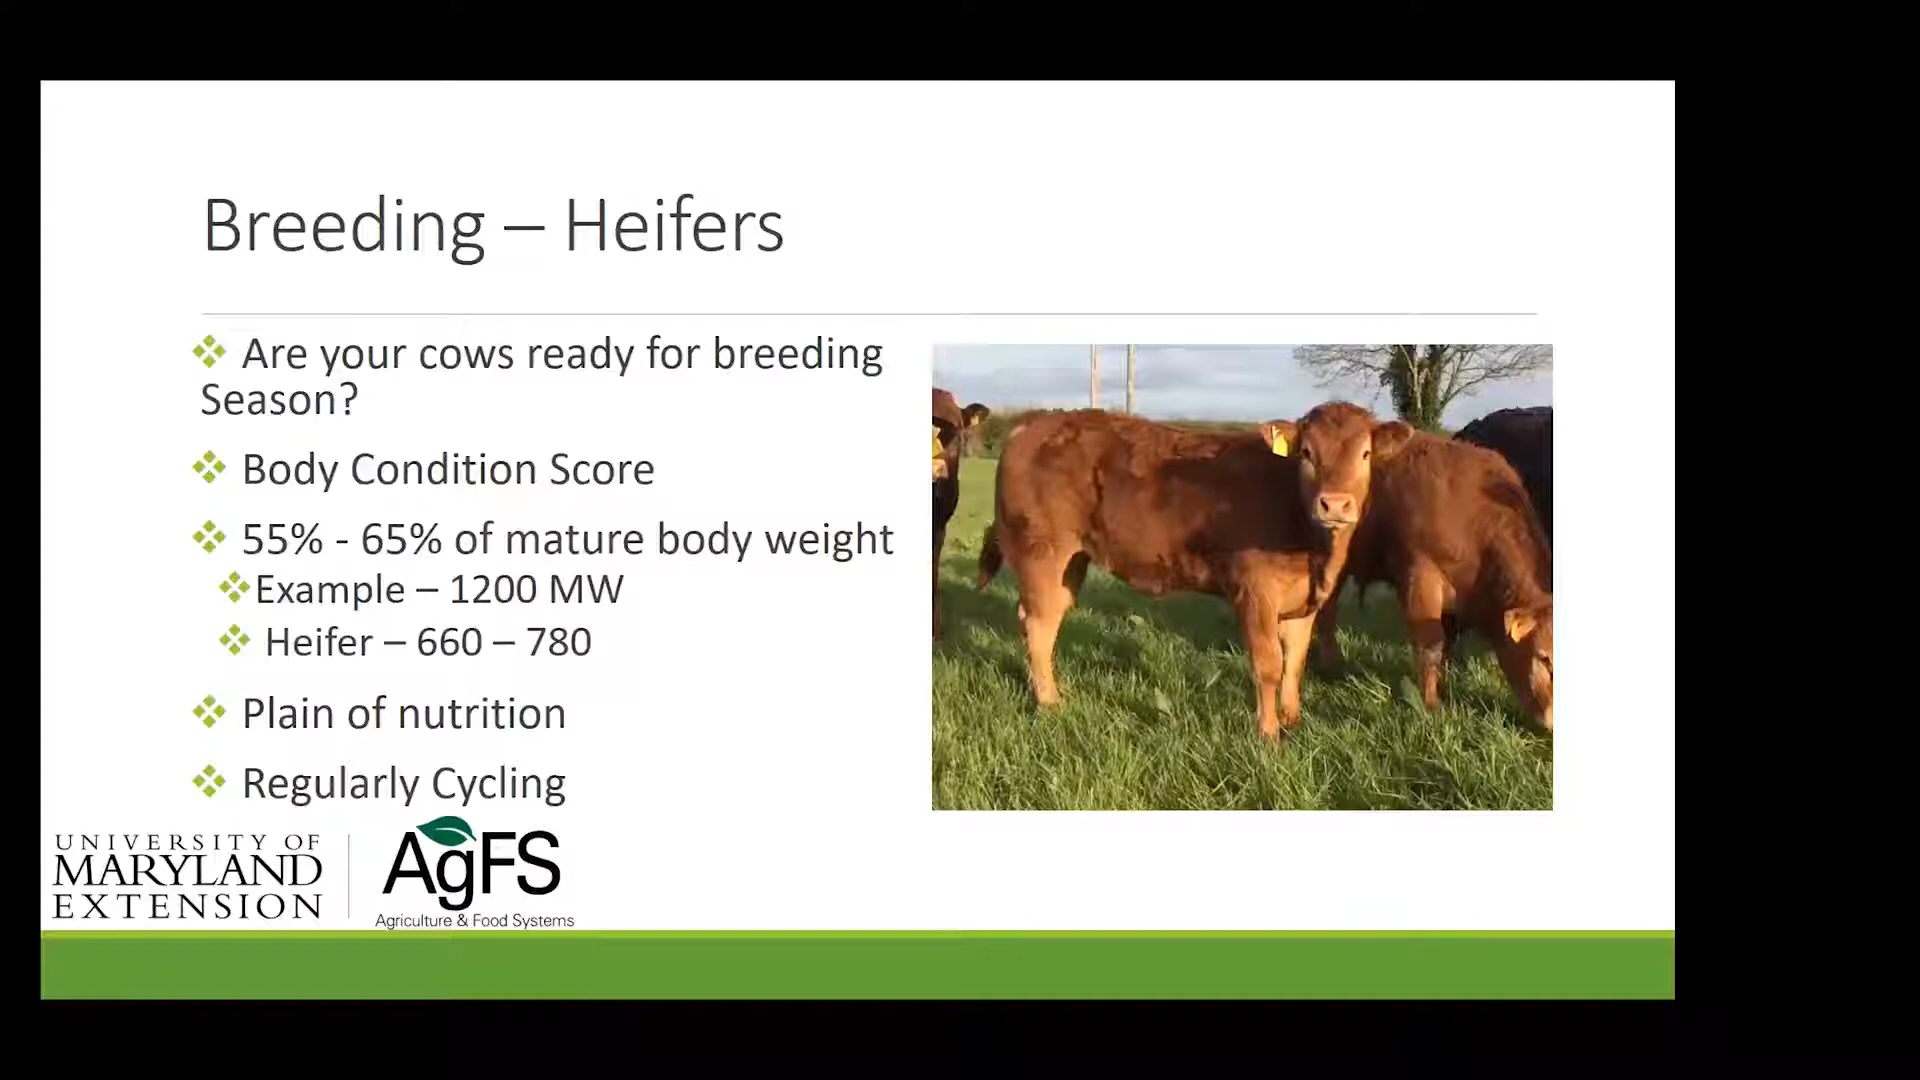 Breeding – Heifers
Are your cows ready for breeding
Season?
Body Condition Score
55% - 65% of mature body weight
Example – 1200 MW
Heifer – 660 – 780
Plain of nutrition
Regularly Cycling
UNIVERSITY OF
MARYLAND
EXTENSION
AgFS
Agriculture & Food Systems